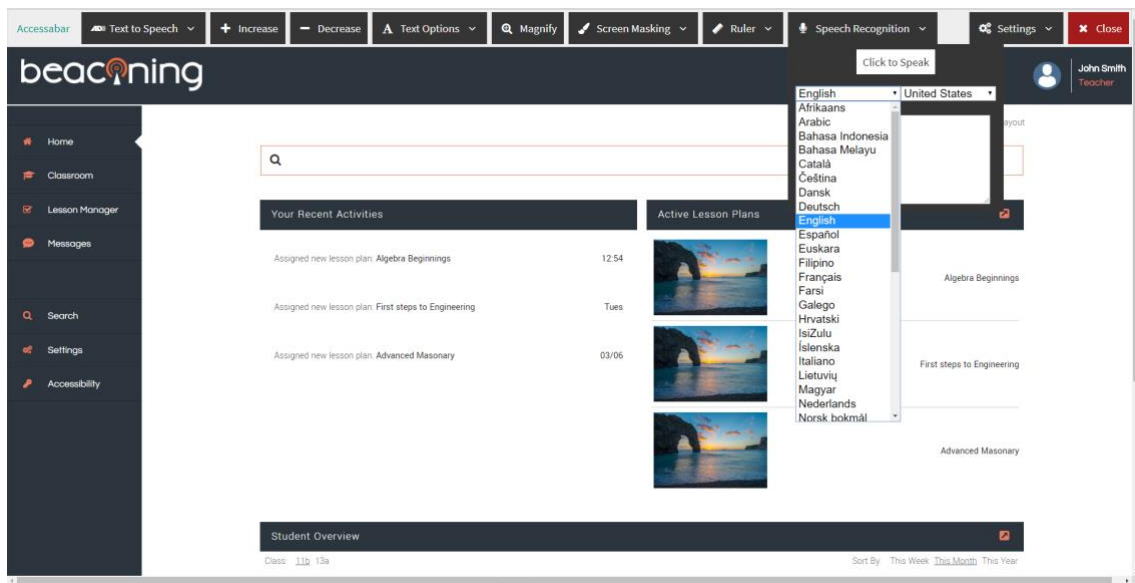 Accessabar Text to Speech Increase Decrease Text Options Magnify Screen Masking Ruler Speech Recognition Settings Close
Click to Speak
beaconing
John Smith
Teacher
English United States
Afrikaans
Arabic
Bahasa Indonesia
Bahasa Melayu
Català
Čeština
Dansk
Deutsch
English
Español
Euskara
Filipino
Français
Farsi
Galego
Hrvatski
IsiZulu
Íslenska
Italiano
Lietuvių
Magyar
Nederlands
Norsk bokmål
Home
Classroom
Lesson Manager
Messages
Search
Settings
Accessibility
Your Recent Activities
Assigned new lesson plan: Algebra Beginnings 12:54
Assigned new lesson plan: First steps to Engineering Tues
Assigned new lesson plan: Advanced Masonary 03/06
Active Lesson Plans
Algebra Beginnings
First steps to Engineering
Advanced Masonary
Student Overview
Class: 11b 13a
Sort By This Week This Month This Year